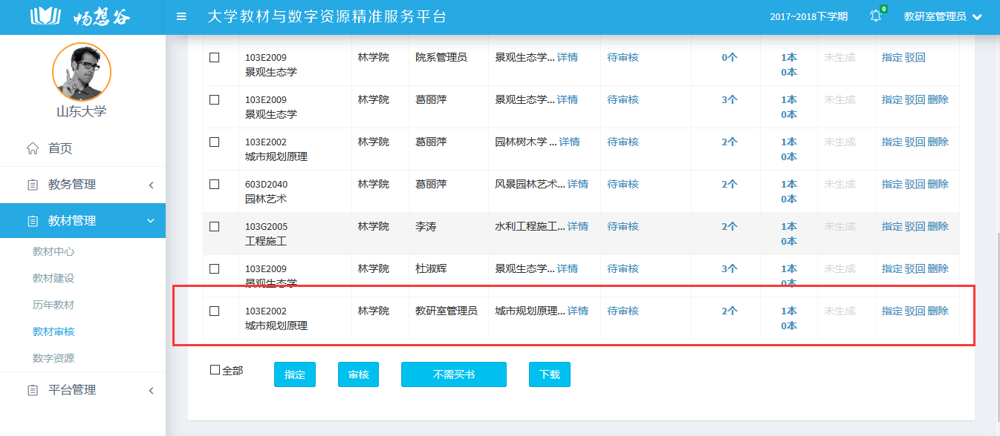 畅想谷
大学教材与数字资源精准服务平台
2017~2018下学期
0
教研室管理员
山东大学
首页
教务管理
教材管理
教材中心
教材建设
历年教材
教材审核
数字资源
平台管理
103E2009 林学院 院系管理员 景观生态学... 详情 待审核 0个 1本 未生成 指定 驳回
景观生态学 0本
103E2009 林学院 葛丽萍 景观生态学... 详情 待审核 3个 1本 未生成 指定 驳回 删除
景观生态学 0本
103E2002 林学院 葛丽萍 园林树木学 ... 详情 待审核 2个 1本 未生成 指定 驳回 删除
城市规划原理 0本
603D2040 林学院 葛丽萍 风景园林艺术... 详情 待审核 2个 1本 未生成 指定 驳回 删除
园林艺术 0本
103G2005 林学院 李涛 水利工程施工... 详情 待审核 2个 1本 未生成 指定 驳回 删除
工程施工 0本
103E2009 林学院 杜淑辉 景观生态学... 详情 待审核 3个 1本 未生成 指定 驳回 删除
景观生态学 0本
103E2002 林学院 教研室管理员 城市规划原理... 详情 待审核 2个 1本 未生成 指定 驳回 删除
城市规划原理 0本
全部 指定 审核 不需买书 下载